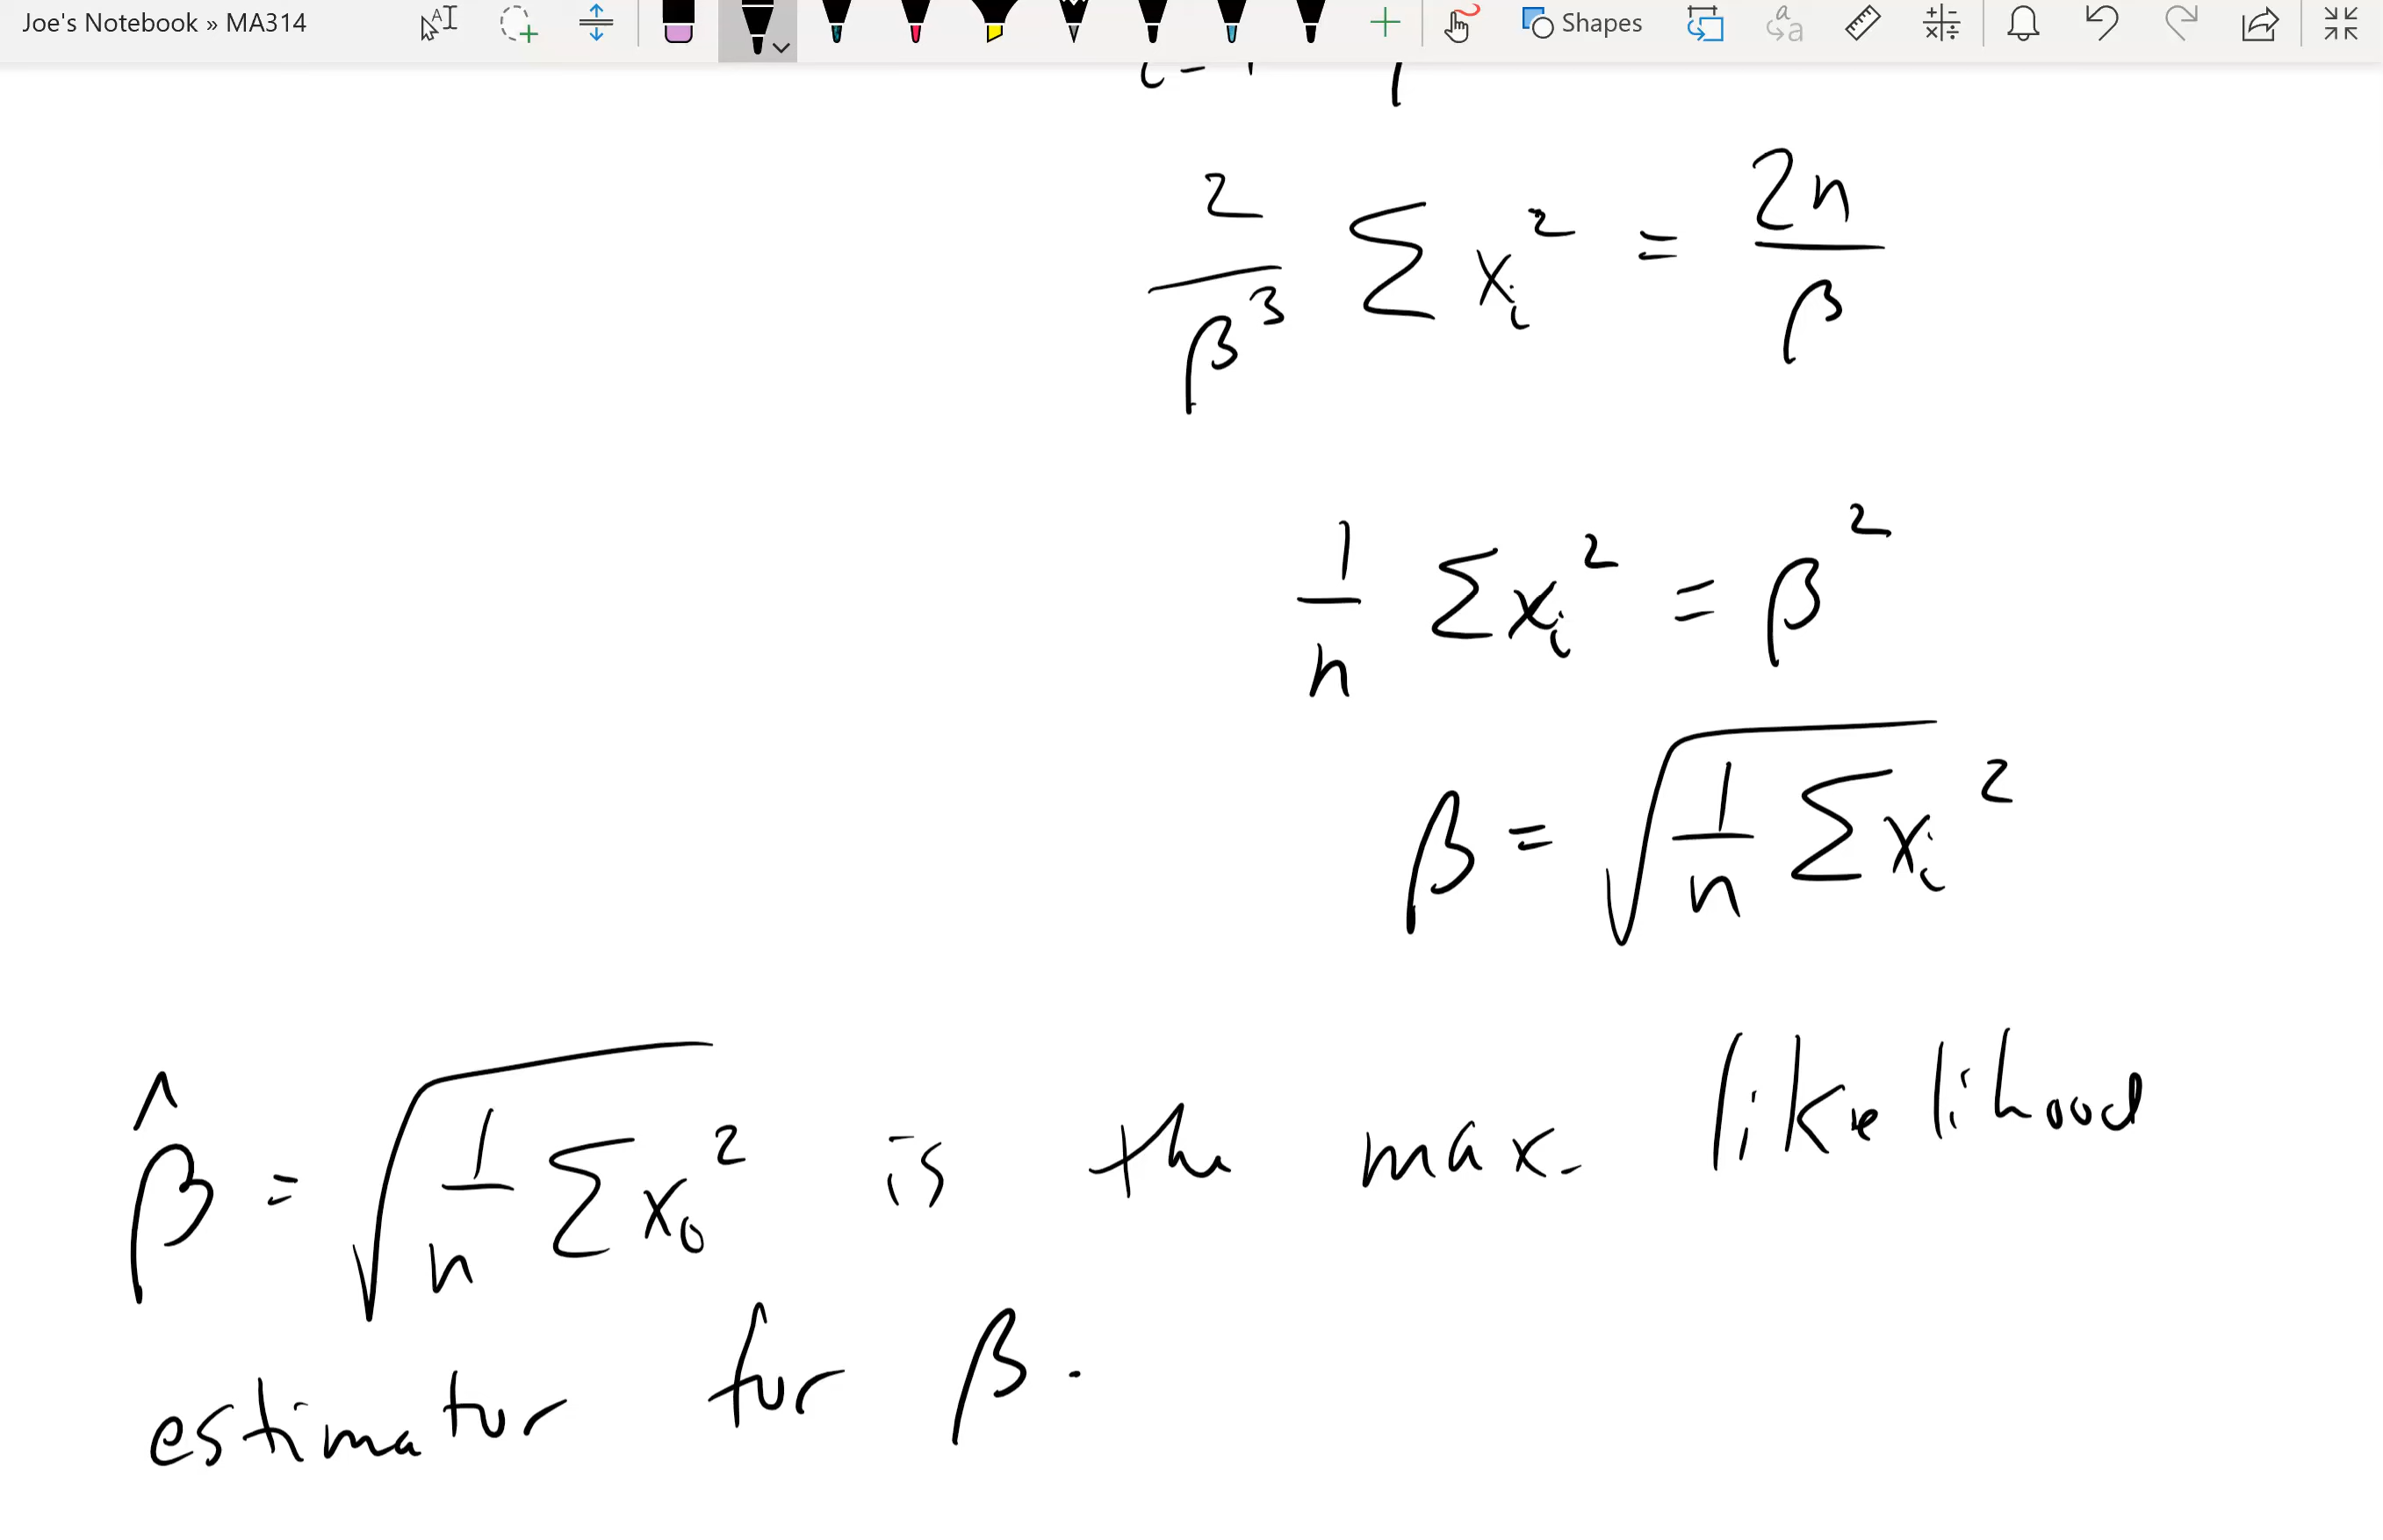 Joe's Notebook » MA314
Shapes
2/β³ Σ xᵢ² = 2n/β
1/n Σ xᵢ² = β²
β = √(1/n Σ xᵢ²)
β̂ = √(1/n Σ x₀²) is the max. likelihood
estimator for β.